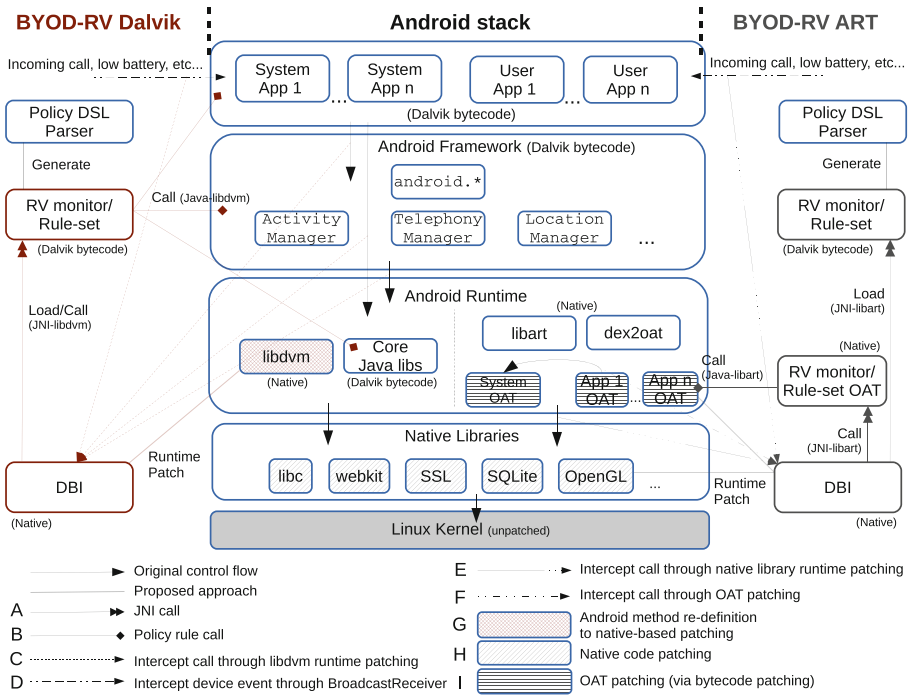 BYOD-RV Dalvik
Android stack
BYOD-RV ART
Incoming call, low battery, etc...
System
App 1
...
System
App n
User
App 1
...
User
App n
(Dalvik bytecode)
Incoming call, low battery, etc...
Policy DSL
Parser
Generate
RV monitor/
Rule-set
(Dalvik bytecode)
Call (Java-libdvm)
Load/Call
(JNI-libdvm)
DBI
(Native)
Runtime
Patch
Android Framework (Dalvik bytecode)
android.*
Activity
Manager
Telephony
Manager
Location
Manager
...
Android Runtime
libdvm
(Native)
Core
Java libs
(Dalvik bytecode)
(Native)
libart
dex2oat
System
OAT
App 1
OAT
...
App n
OAT
Native Libraries
libc
webkit
SSL
SQLite
OpenGL
...
Linux Kernel (unpatched)
Policy DSL
Parser
Generate
RV monitor/
Rule-set
(Dalvik bytecode)
Load
(JNI-libart)
Call
(Java-libart)
(Native)
RV monitor/
Rule-set OAT
Call
(JNI-libart)
Runtime
Patch
DBI
(Native)
Original control flow
Proposed approach
A JNI call
B Policy rule call
C Intercept call through libdvm runtime patching
D Intercept device event through BroadcastReceiver
E Intercept call through native library runtime patching
F Intercept call through OAT patching
G Android method re-definition
to native-based patching
H Native code patching
I OAT patching (via bytecode patching)